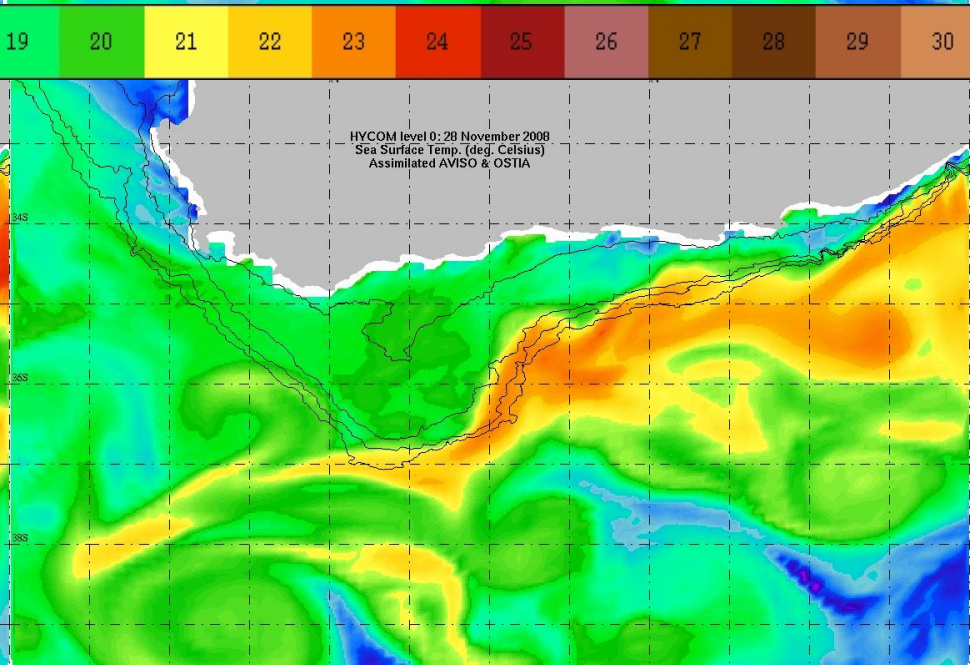 19 20 21 22 23 24 25 26 27 28 29 30
HYCOM level 0: 28 November 2008
Sea Surface Temp. (deg. Celsius)
Assimilated AVISO & OSTIA
34S
36S
38S